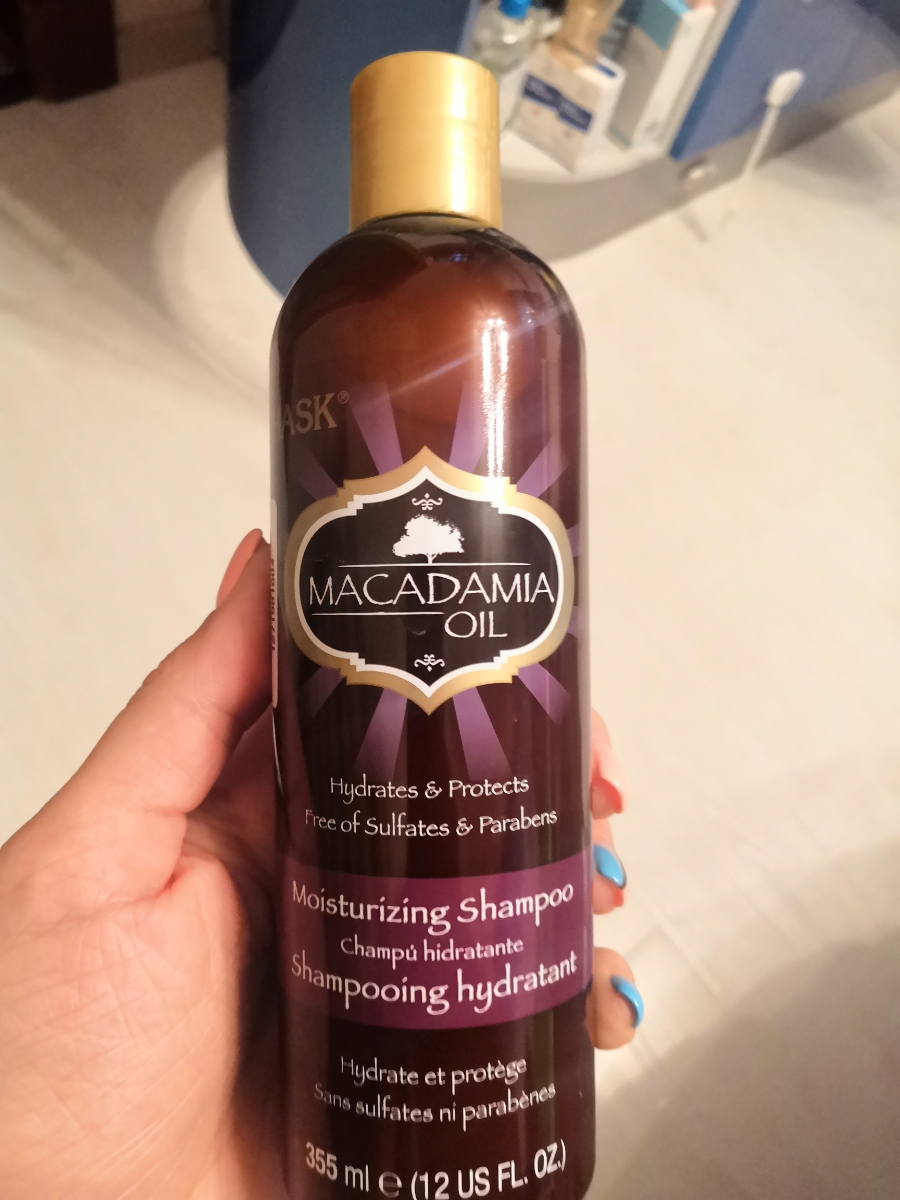 ASK®
MACADAMIA
OIL
Hydrates & Protects
Free of Sulfates & Parabens
Moisturizing Shampoo
Champú hidratante
Shampooing hydratant
Hydrate et protège
Sans sulfates ni parabènes
355 ml ℮ (12 US FL. OZ.)